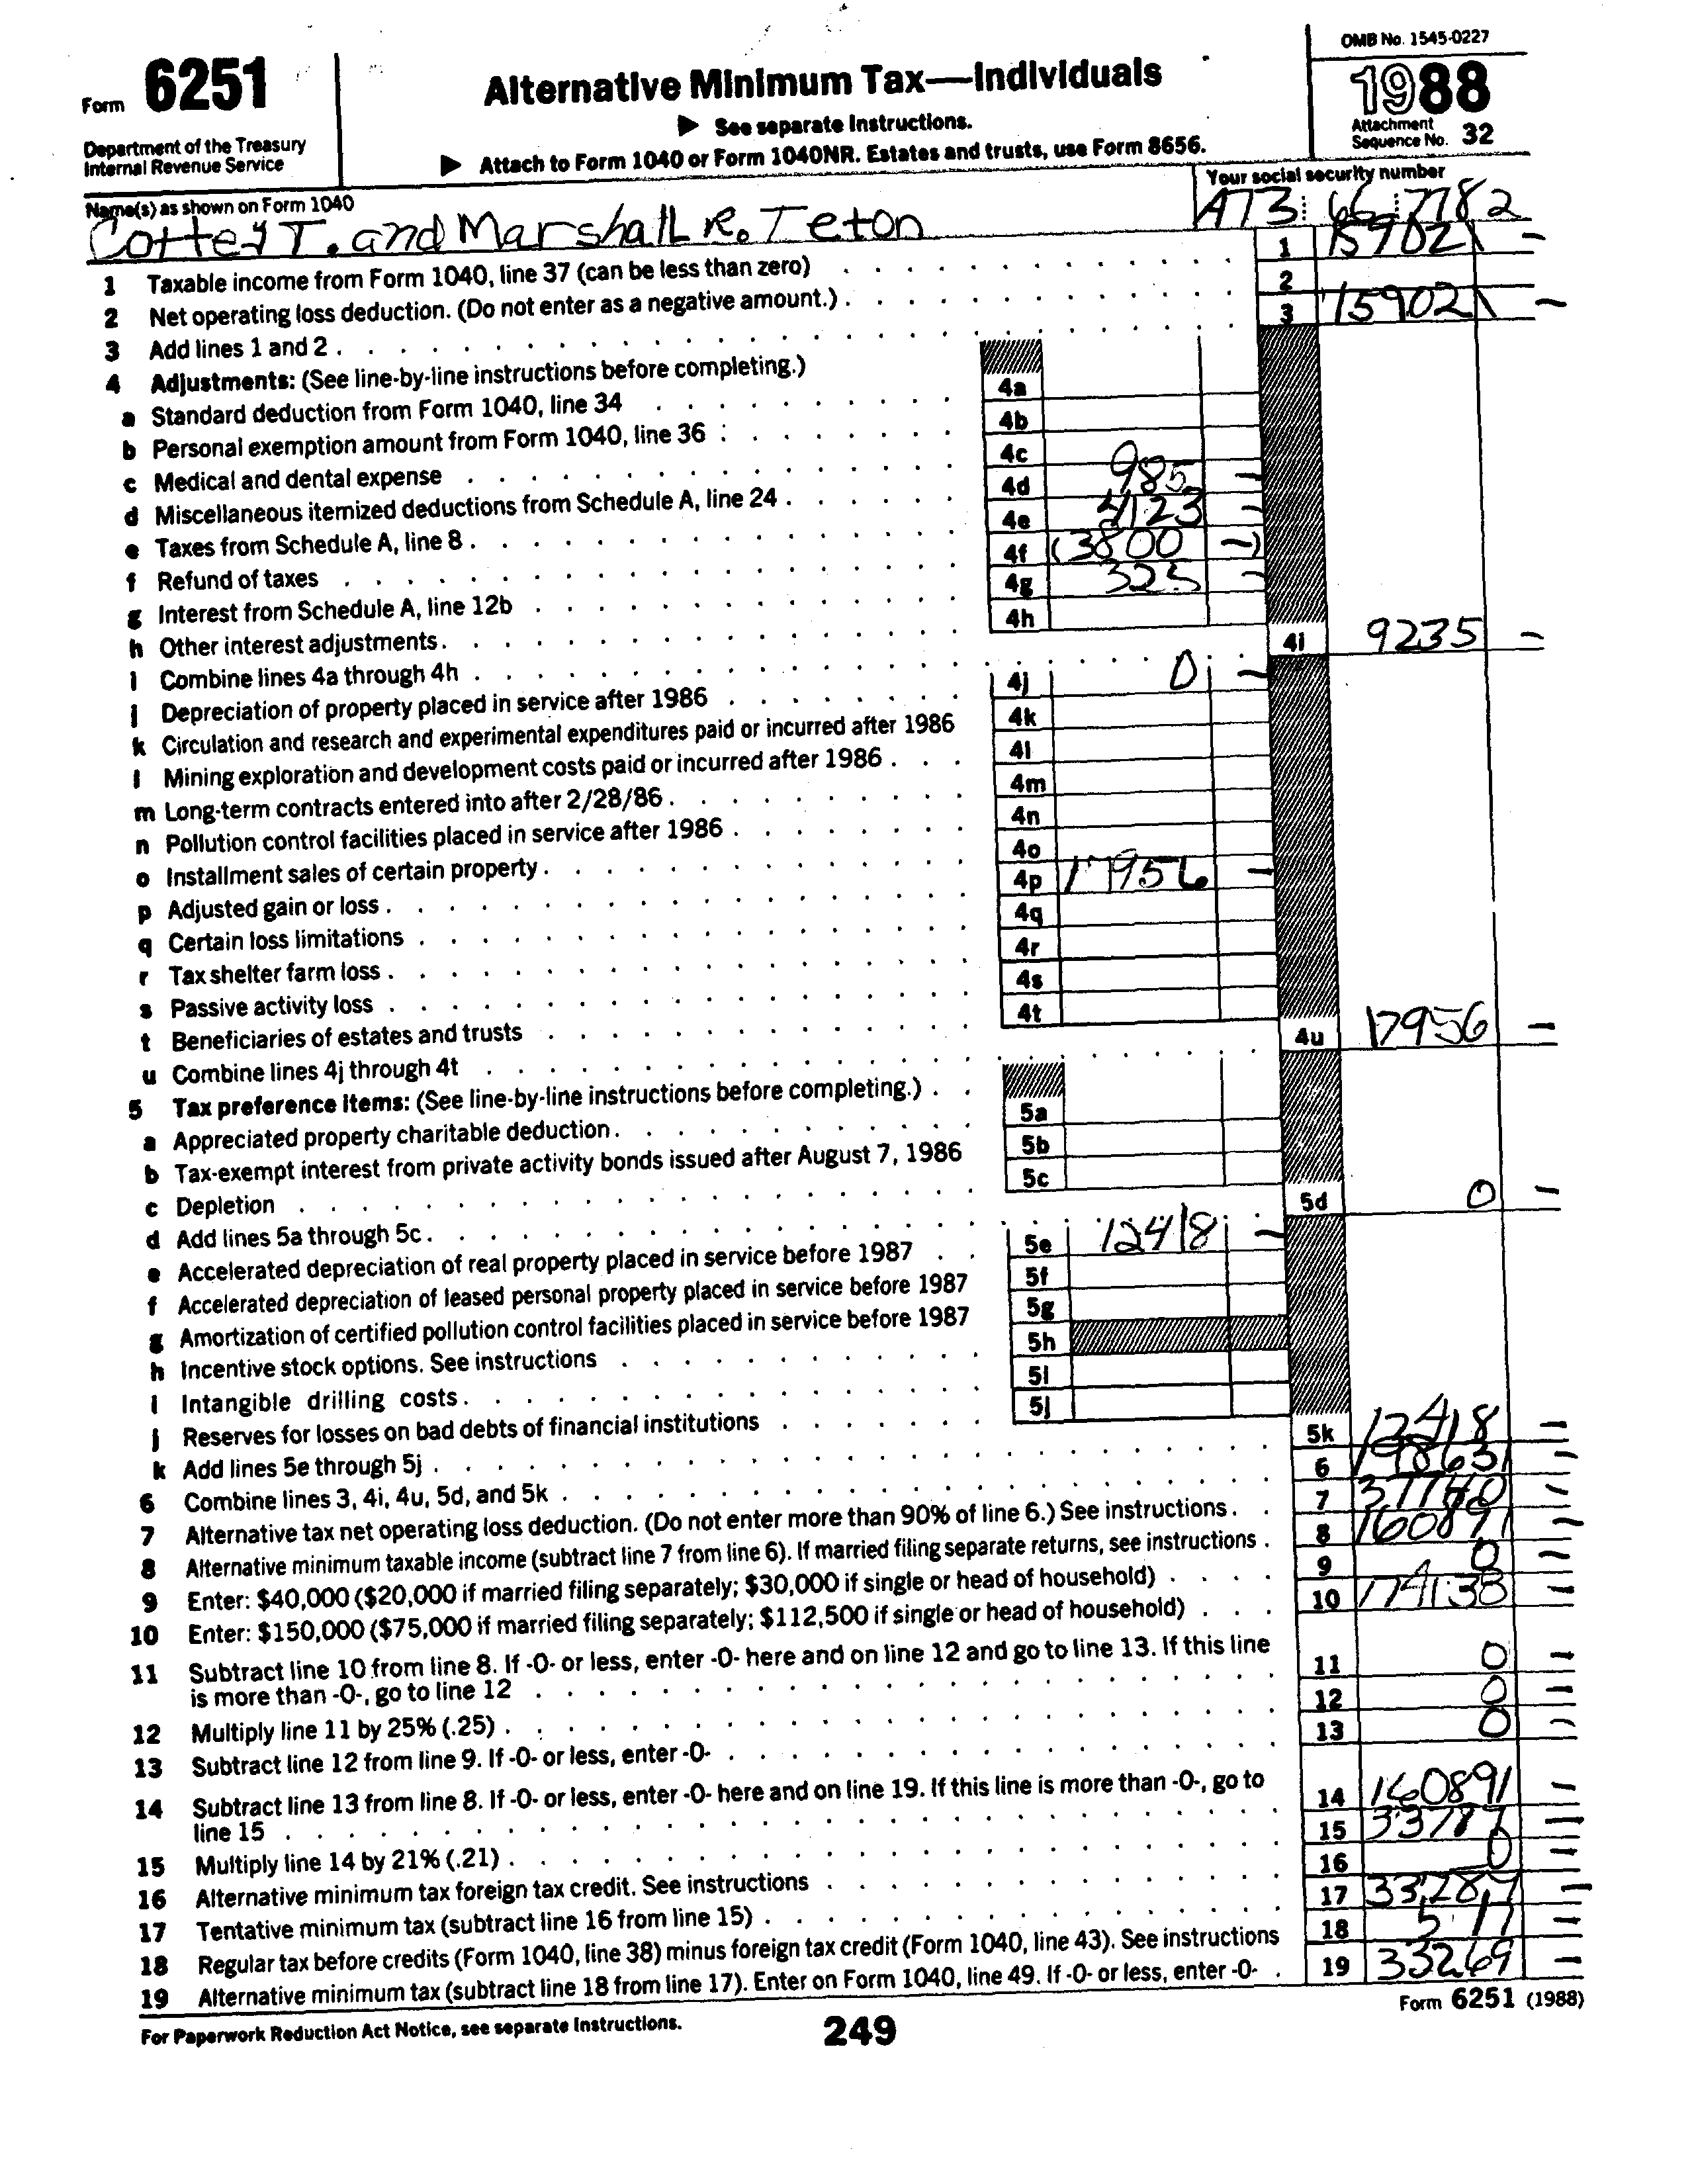 OMB No. 1545-0227
Form 6251
Alternative Minimum Tax—Individuals
1988
▶ See separate Instructions.
Department of the Treasury
Internal Revenue Service
▶ Attach to Form 1040 or Form 1040NR. Estates and trusts, use Form 8656.
Attachment
Sequence No. 32
Name(s) as shown on Form 1040
Your social security number
T. and Marshall R. Teton
1 Taxable income from Form 1040, line 37 (can be less than zero) 1 159021 –
2 Net operating loss deduction. (Do not enter as a negative amount.) 2
3 Add lines 1 and 2 3 159021 –
4 Adjustments: (See line-by-line instructions before completing.)
a Standard deduction from Form 1040, line 34 4a
b Personal exemption amount from Form 1040, line 36 4b
c Medical and dental expense 4c
d Miscellaneous itemized deductions from Schedule A, line 24 4d 985 –
e Taxes from Schedule A, line 8 4e 4123 –
f Refund of taxes 4f (3800 –)
g Interest from Schedule A, line 12b 4g 325 –
h Other interest adjustments 4h
i Combine lines 4a through 4h 4i 9235 –
j Depreciation of property placed in service after 1986 4j 0 –
k Circulation and research and experimental expenditures paid or incurred after 1986 4k
l Mining exploration and development costs paid or incurred after 1986 4l
m Long-term contracts entered into after 2/28/86 4m
n Pollution control facilities placed in service after 1986 4n
o Installment sales of certain property 4o
p Adjusted gain or loss 4p 17956 –
q Certain loss limitations 4q
r Tax shelter farm loss 4r
s Passive activity loss 4s
t Beneficiaries of estates and trusts 4t
u Combine lines 4j through 4t 4u 17956 –
5 Tax preference items: (See line-by-line instructions before completing.)
a Appreciated property charitable deduction 5a
b Tax-exempt interest from private activity bonds issued after August 7, 1986 5b
c Depletion 5c
d Add lines 5a through 5c 5d 0 –
e Accelerated depreciation of real property placed in service before 1987 5e 12418 –
f Accelerated depreciation of leased personal property placed in service before 1987 5f
g Amortization of certified pollution control facilities placed in service before 1987 5g
h Incentive stock options. See instructions 5h
i Intangible drilling costs 5i
j Reserves for losses on bad debts of financial institutions 5j
k Add lines 5e through 5j 5k 12418 –
6 Combine lines 3, 4i, 4u, 5d, and 5k 6 198631 –
7 Alternative tax net operating loss deduction. (Do not enter more than 90% of line 6.) See instructions 7 37740 –
8 Alternative minimum taxable income (subtract line 7 from line 6). If married filing separate returns, see instructions 8 160891 –
9 Enter: $40,000 ($20,000 if married filing separately; $30,000 if single or head of household) 9 0 –
10 Enter: $150,000 ($75,000 if married filing separately; $112,500 if single or head of household) 10 174138 –
11 Subtract line 10 from line 8. If -0- or less, enter -0- here and on line 12 and go to line 13. If this line
is more than -0-, go to line 12 11 0 –
12 Multiply line 11 by 25% (.25) 12 0 –
13 Subtract line 12 from line 9. If -0- or less, enter -0- 13 0 –
14 Subtract line 13 from line 8. If -0- or less, enter -0- here and on line 19. If this line is more than -0-, go to
line 15 14 160891 –
15 Multiply line 14 by 21% (.21) 15 33787 –
16 Alternative minimum tax foreign tax credit. See instructions 16 0 –
17 Tentative minimum tax (subtract line 16 from line 15) 17 –
18 Regular tax before credits (Form 1040, line 38) minus foreign tax credit (Form 1040, line 43). See instructions 18 –
19 Alternative minimum tax (subtract line 18 from line 17). Enter on Form 1040, line 49. If -0- or less, enter -0- 19 33269 –
For Paperwork Reduction Act Notice, see separate Instructions.
249
Form 6251 (1988)